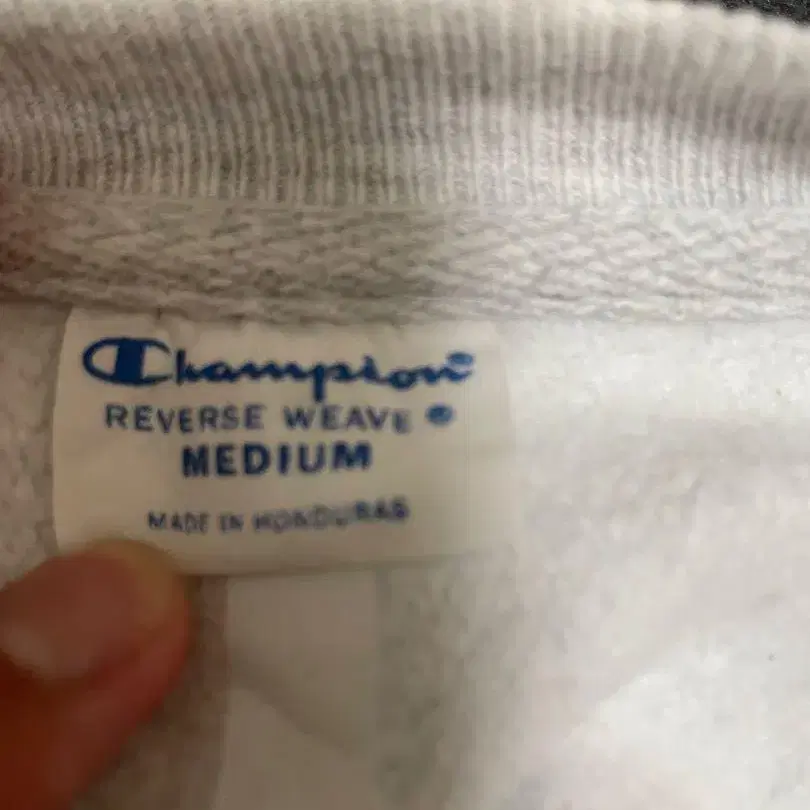 Champion®
REVERSE WEAVE ®
MEDIUM
MADE IN HONDURAS